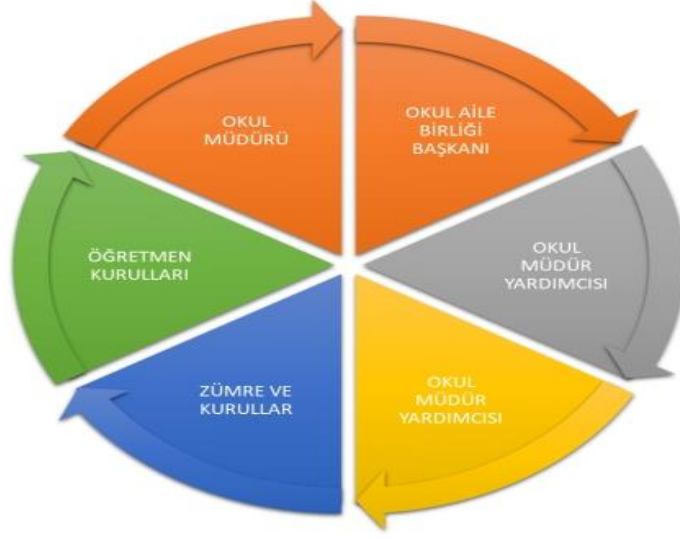 OKUL
MÜDÜRÜ
OKUL AİLE
BİRLİĞİ
BAŞKANI
OKUL
MÜDÜR
YARDIMCISI
OKUL
MÜDÜR
YARDIMCISI
ZÜMRE VE
KURULLAR
ÖĞRETMEN
KURULLARI